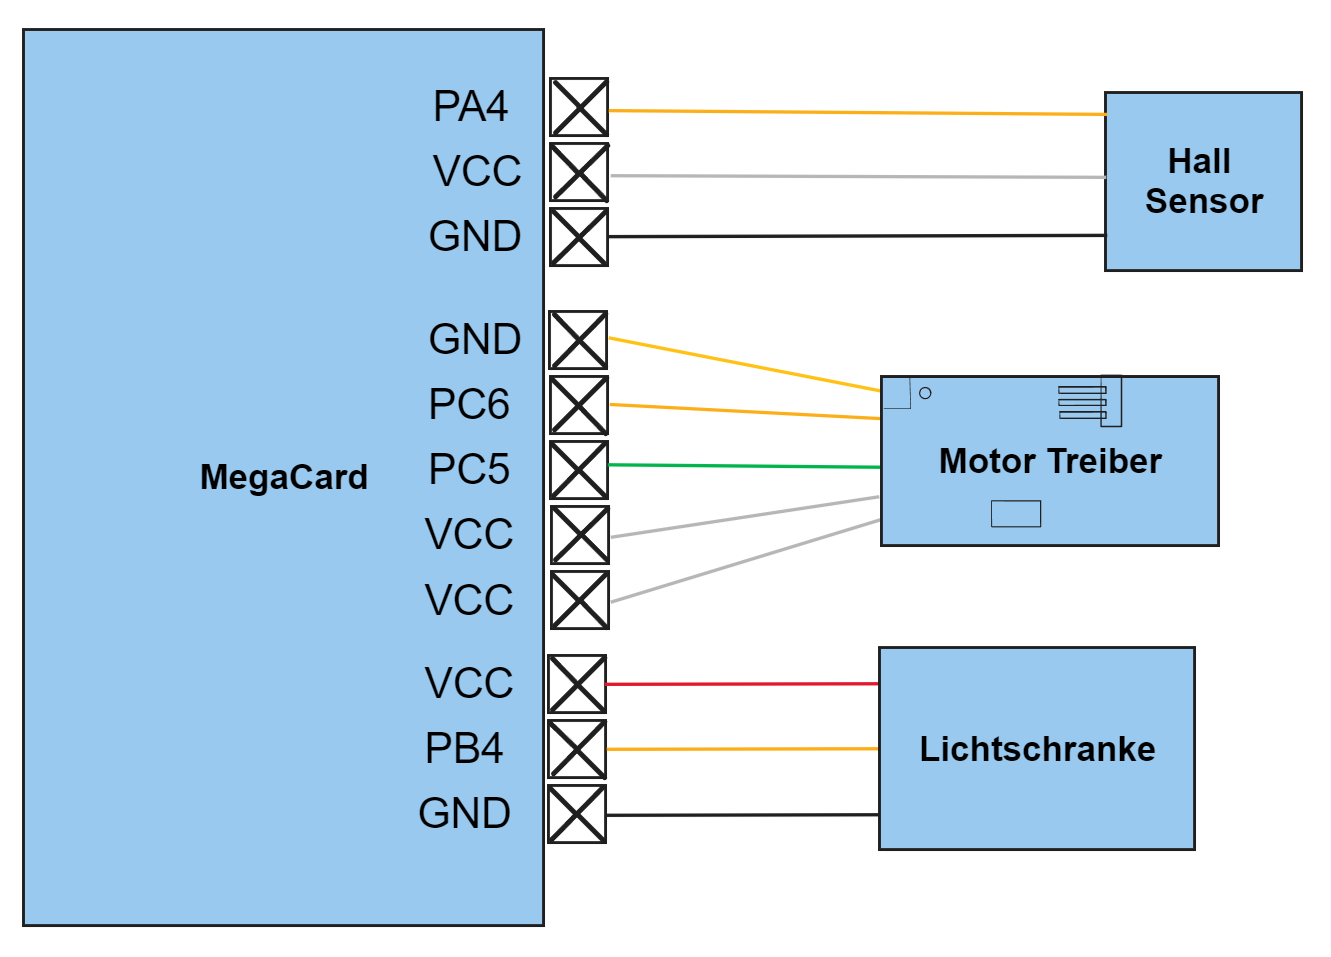 PA4
VCC
GND
Hall
Sensor
GND
PC6
PC5
VCC
VCC
MegaCard
Motor Treiber
VCC
PB4
GND
Lichtschranke